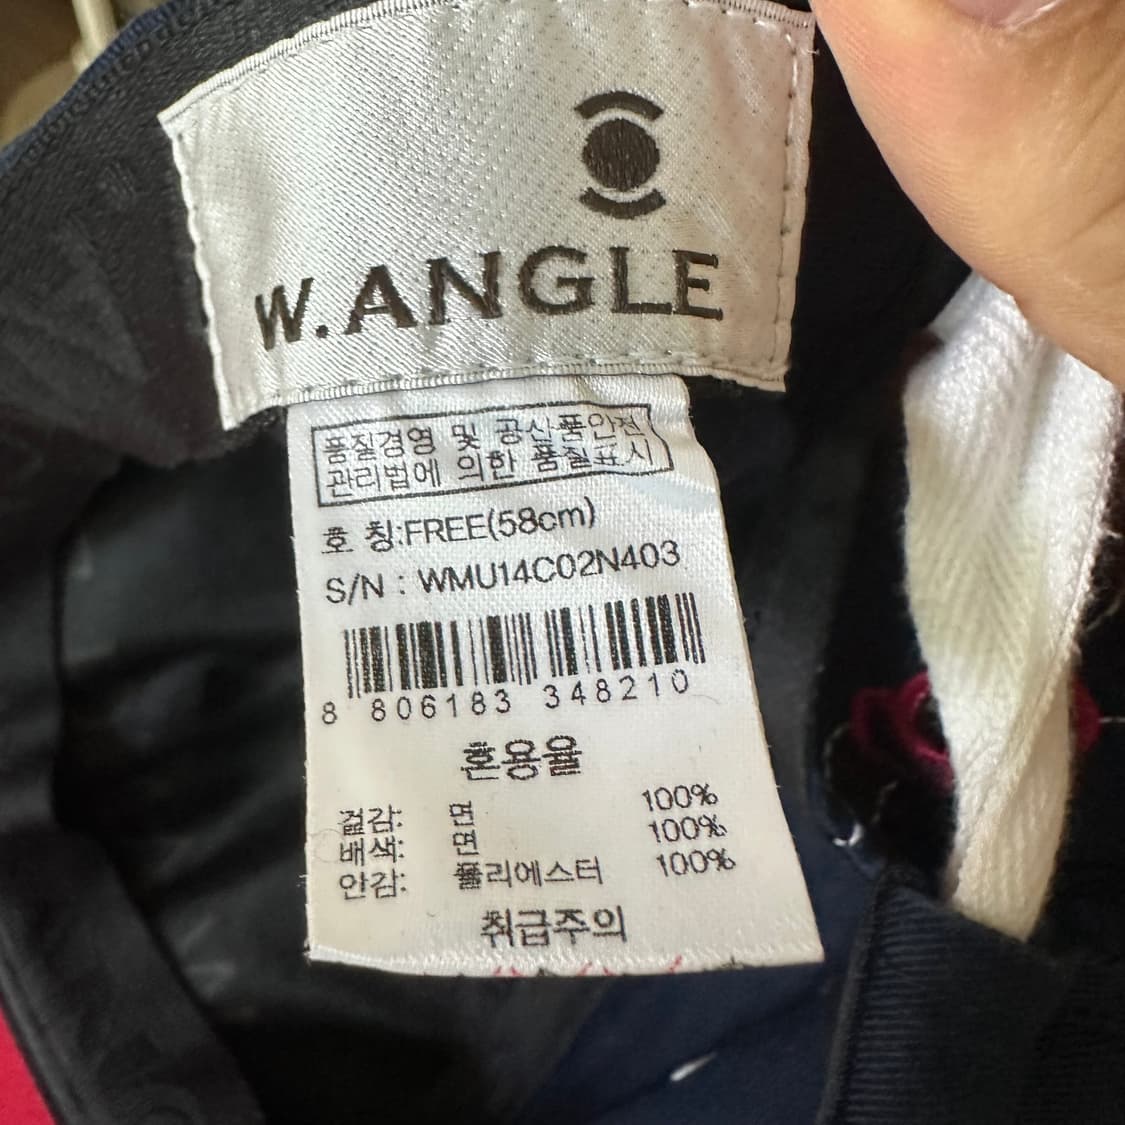 W.ANGLE
품질경영 및 공산품안전
관리법에 의한 품질표시
호 칭:FREE(58cm)
S/N : WMU14C02N403
8 806183 348210
혼용율
겉감: 면 100%
배색: 면 100%
안감: 폴리에스터 100%
취급주의